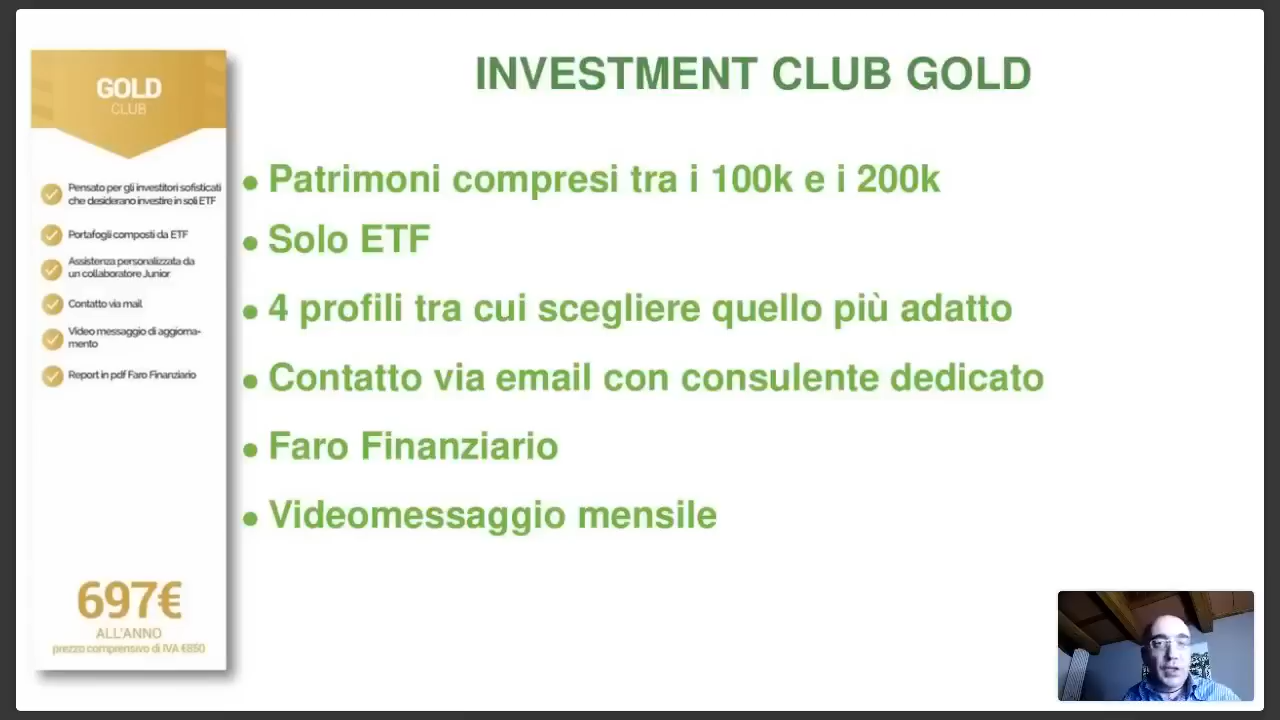 GOLD
CLUB
Pensato per gli investitori sofisticati
che desiderano investire in soli ETF
Portafogli composti da ETF
Assistenza personalizzata da
un collaboratore Junior
Contatto via mail
Video messaggio di aggiorna-
mento
Report in pdf Faro Finanziario
697€
ALL'ANNO
prezzo comprensivo di IVA €850
INVESTMENT CLUB GOLD
• Patrimoni compresi tra i 100k e i 200k
• Solo ETF
• 4 profili tra cui scegliere quello più adatto
• Contatto via email con consulente dedicato
• Faro Finanziario
• Videomessaggio mensile